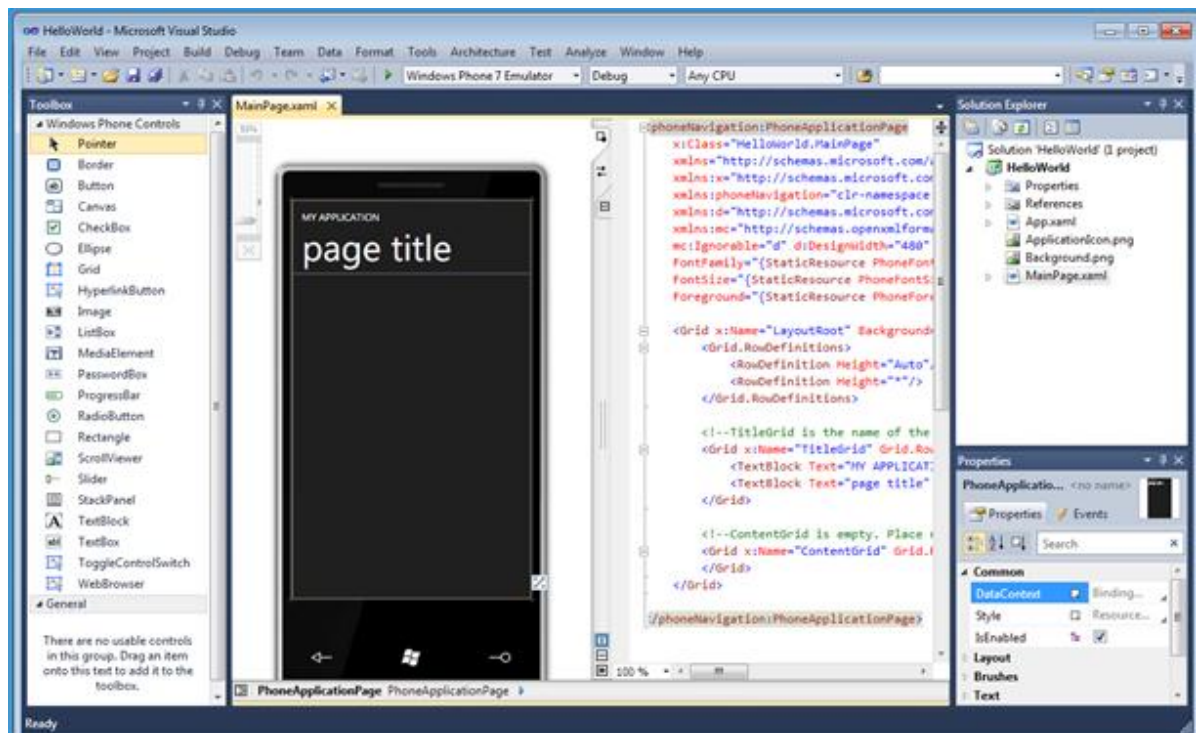 HelloWorld - Microsoft Visual Studio
File Edit View Project Build Debug Team Data Format Tools Architecture Test Analyze Window Help
Windows Phone 7 Emulator Debug Any CPU
Toolbox
Windows Phone Controls
Pointer
Border
Button
Canvas
CheckBox
Ellipse
Grid
HyperlinkButton
Image
ListBox
MediaElement
PasswordBox
ProgressBar
RadioButton
Rectangle
ScrollViewer
Slider
StackPanel
TextBlock
TextBox
ToggleControlSwitch
WebBrowser
General
There are no usable controls
in this group. Drag an item
onto this text to add it to the
toolbox.
MainPage.xaml
MY APPLICATION
page title
phoneNavigation:PhoneApplicationPage
x:Class="HelloWorld.MainPage"
xmlns="http://schemas.microsoft.com/
xmlns:x="http://schemas.microsoft.com
xmlns:phoneNavigation="clr-namespace
xmlns:d="http://schemas.microsoft.com
xmlns:mc="http://schemas.openxmlforma
mc:Ignorable="d" d:DesignWidth="480"
FontFamily="{StaticResource PhoneFont
FontSize="{StaticResource PhoneFontSi
Foreground="{StaticResource PhoneFore
<Grid x:Name="LayoutRoot" Background=
<Grid.RowDefinitions>
<RowDefinition Height="Auto"/
<RowDefinition Height="*"/>
</Grid.RowDefinitions>
<!--TitleGrid is the name of the
<Grid x:Name="TitleGrid" Grid.Row
<TextBlock Text="MY APPLICAT
<TextBlock Text="page title"
</Grid>
<!--ContentGrid is empty. Place
<Grid x:Name="ContentGrid" Grid.
</Grid>
</Grid>
/phoneNavigation:PhoneApplicationPage>
100 %
PhoneApplicationPage PhoneApplicationPage
Solution Explorer
Solution 'HelloWorld' (1 project)
HelloWorld
Properties
References
App.xaml
ApplicationIcon.png
Background.png
MainPage.xaml
Properties
PhoneApplicatio... <no name>
Properties Events
Search
Common
DataContext Binding...
Style Resource...
IsEnabled
Layout
Brushes
Text
Ready